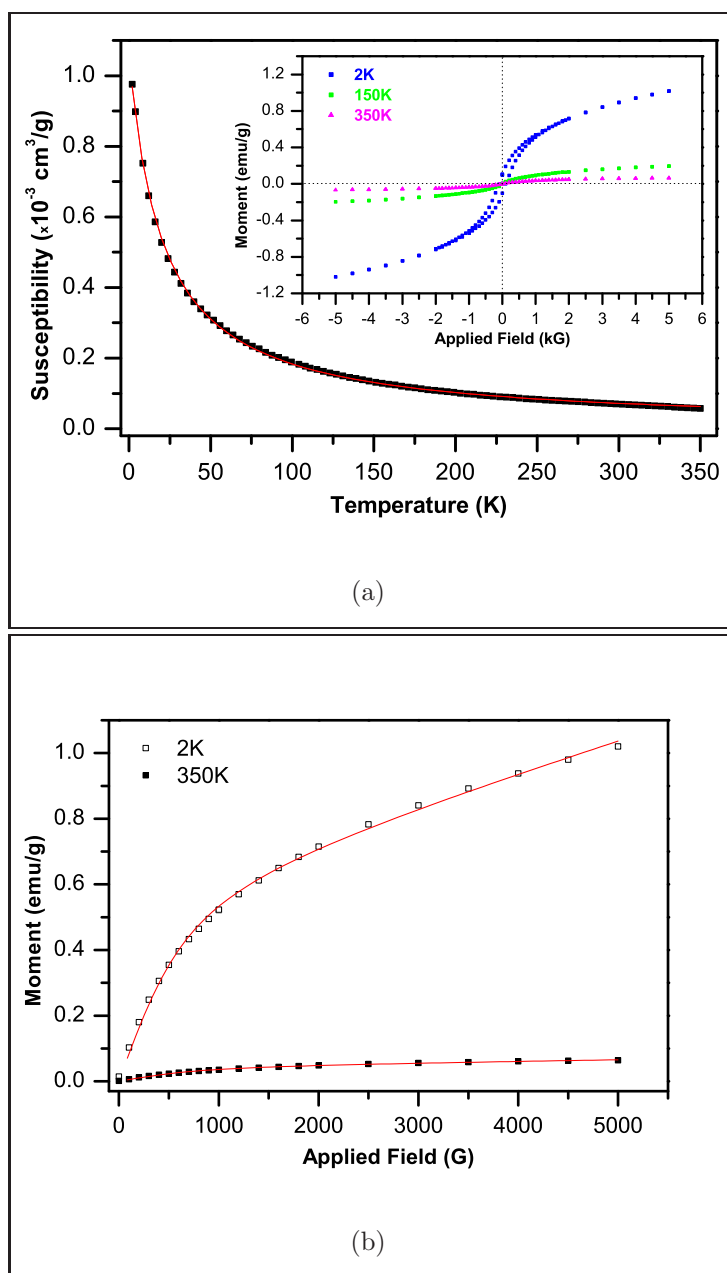 1.0
0.8
0.6
0.4
0.2
0.0
Susceptibility (×10⁻³ cm³/g)
0 50 100 150 200 250 300 350
Temperature (K)
2K
150K
350K
1.2
0.8
0.4
0.0
-0.4
-0.8
-1.2
Moment (emu/g)
-6 -5 -4 -3 -2 -1 0 1 2 3 4 5 6
Applied Field (kG)
(a)
2K
350K
1.0
0.8
0.6
0.4
0.2
0.0
Moment (emu/g)
0 1000 2000 3000 4000 5000
Applied Field (G)
(b)